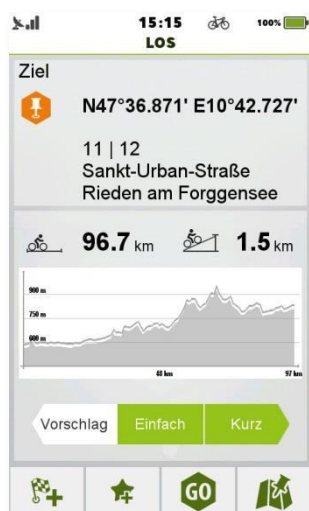 15:15 100%
LOS
Ziel
N47°36.871' E10°42.727'
11 | 12
Sankt-Urban-Straße
Rieden am Forggensee
96.7 km 1.5 km
900 m
750 m
600 m
48 km 97 km
Vorschlag Einfach Kurz
GO